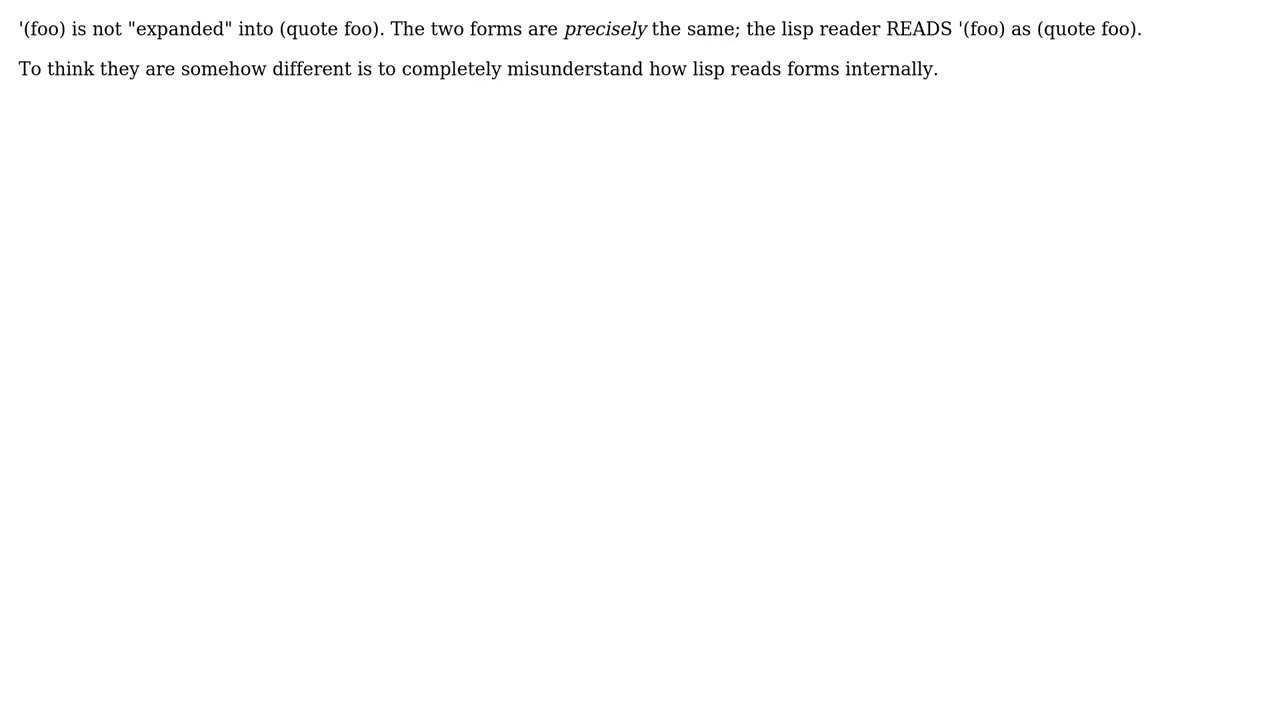 '(foo) is not "expanded" into (quote foo). The two forms are precisely the same; the lisp reader READS '(foo) as (quote foo).
To think they are somehow different is to completely misunderstand how lisp reads forms internally.